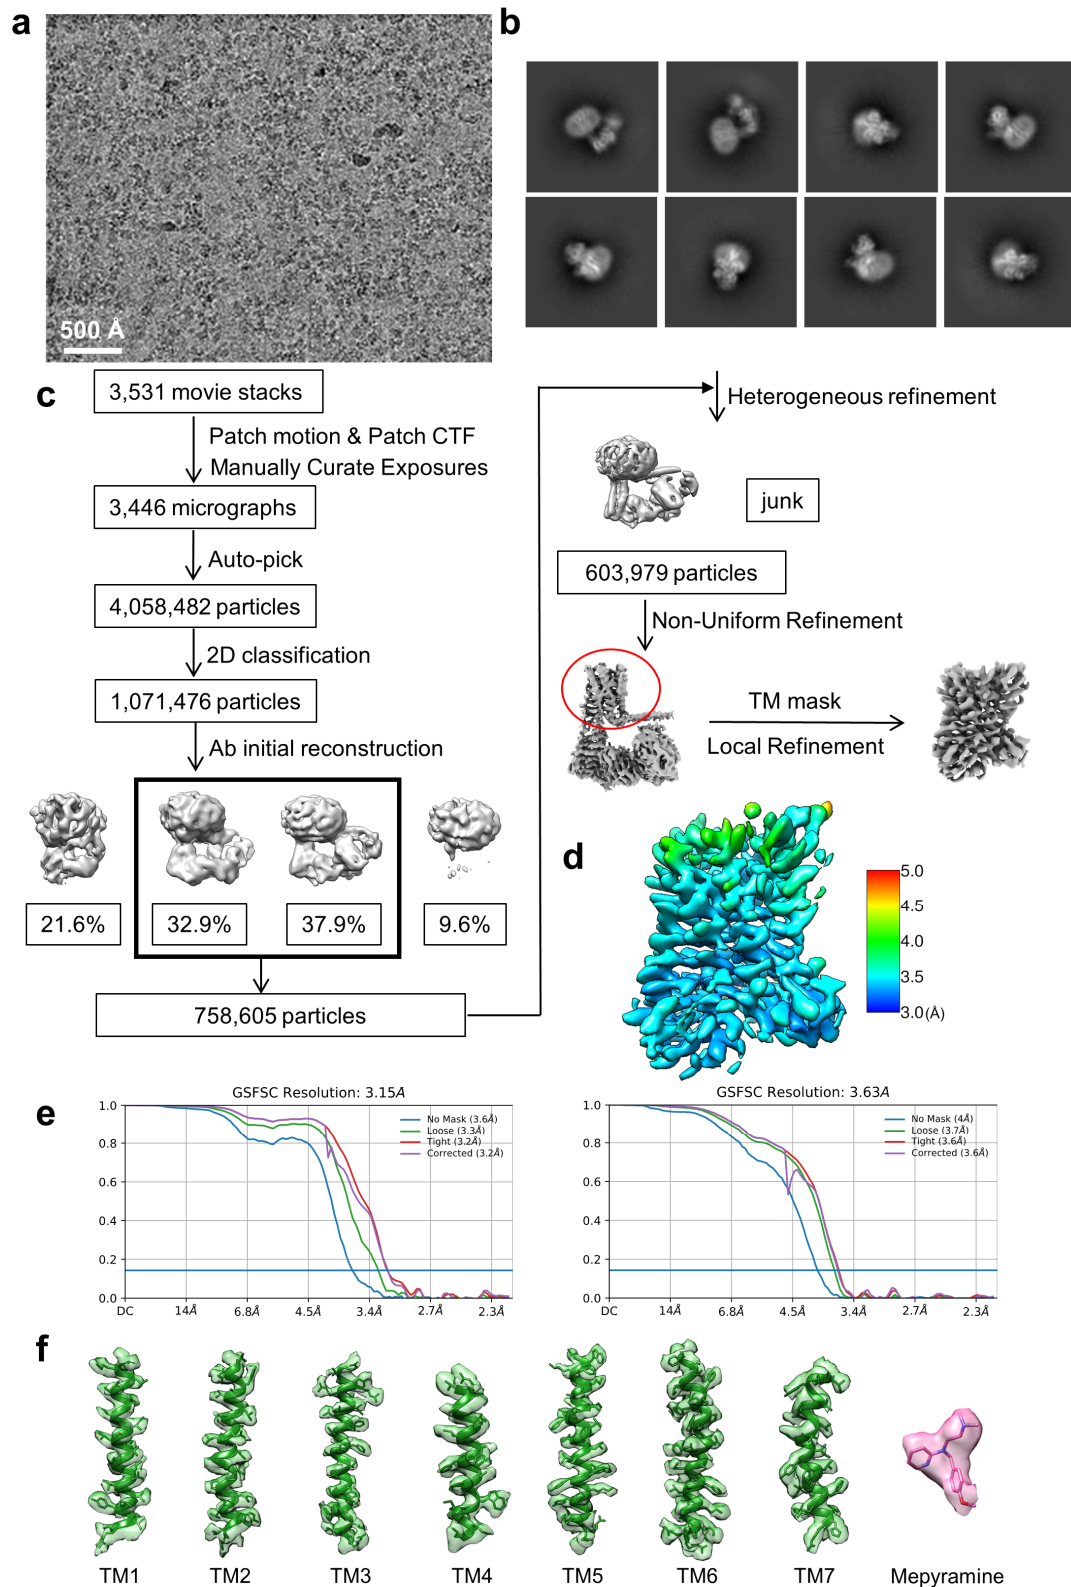 a
b
500 Å
c
3,531 movie stacks
Patch motion & Patch CTF
Manually Curate Exposures
3,446 micrographs
Auto-pick
4,058,482 particles
2D classification
1,071,476 particles
Ab initial reconstruction
21.6%
32.9%
37.9%
9.6%
758,605 particles
Heterogeneous refinement
junk
603,979 particles
Non-Uniform Refinement
TM mask
Local Refinement
d
5.0
4.5
4.0
3.5
3.0(Å)
e
GSFSC Resolution: 3.15Å
1.0
0.8
0.6
0.4
0.2
0.0
DC
14Å
6.8Å
4.5Å
3.4Å
2.7Å
2.3Å
No Mask (3.6Å)
Loose (3.3Å)
Tight (3.2Å)
Corrected (3.2Å)
GSFSC Resolution: 3.63Å
1.0
0.8
0.6
0.4
0.2
0.0
DC
14Å
6.8Å
4.5Å
3.4Å
2.7Å
2.3Å
No Mask (4Å)
Loose (3.7Å)
Tight (3.6Å)
Corrected (3.6Å)
f
TM1
TM2
TM3
TM4
TM5
TM6
TM7
Mepyramine